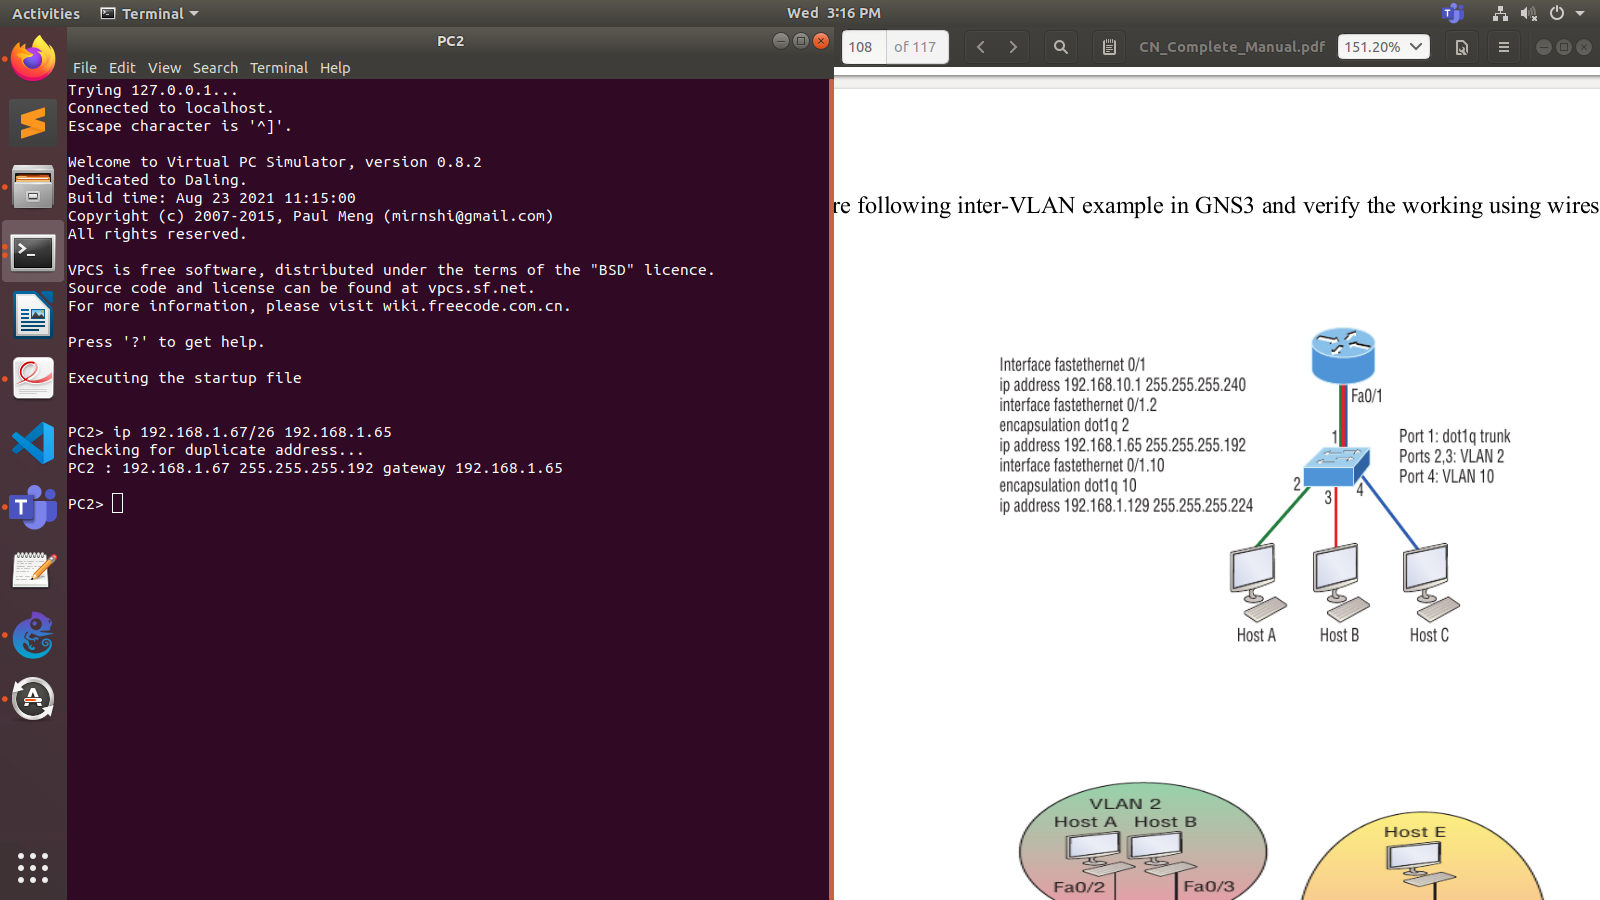 Activities Terminal Wed 3:16 PM
PC2
File Edit View Search Terminal Help
Trying 127.0.0.1...
Connected to localhost.
Escape character is '^]'.
Welcome to Virtual PC Simulator, version 0.8.2
Dedicated to Daling.
Build time: Aug 23 2021 11:15:00
Copyright (c) 2007-2015, Paul Meng (mirnshi@gmail.com)
All rights reserved.
VPCS is free software, distributed under the terms of the "BSD" licence.
Source code and license can be found at vpcs.sf.net.
For more information, please visit wiki.freecode.com.cn.
Press '?' to get help.
Executing the startup file
PC2> ip 192.168.1.67/26 192.168.1.65
Checking for duplicate address...
PC2 : 192.168.1.67 255.255.255.192 gateway 192.168.1.65
PC2>
108 of 117 CN_Complete_Manual.pdf 151.20%
re following inter-VLAN example in GNS3 and verify the working using wires
Interface fastethernet 0/1
ip address 192.168.10.1 255.255.255.240
interface fastethernet 0/1.2
encapsulation dot1q 2
ip address 192.168.1.65 255.255.255.192
interface fastethernet 0/1.10
encapsulation dot1q 10
ip address 192.168.1.129 255.255.255.224
Fa0/1
1
2
3
4
Port 1: dot1q trunk
Ports 2,3: VLAN 2
Port 4: VLAN 10
Host A Host B Host C
VLAN 2
Host A Host B
Fa0/2 Fa0/3
Host E